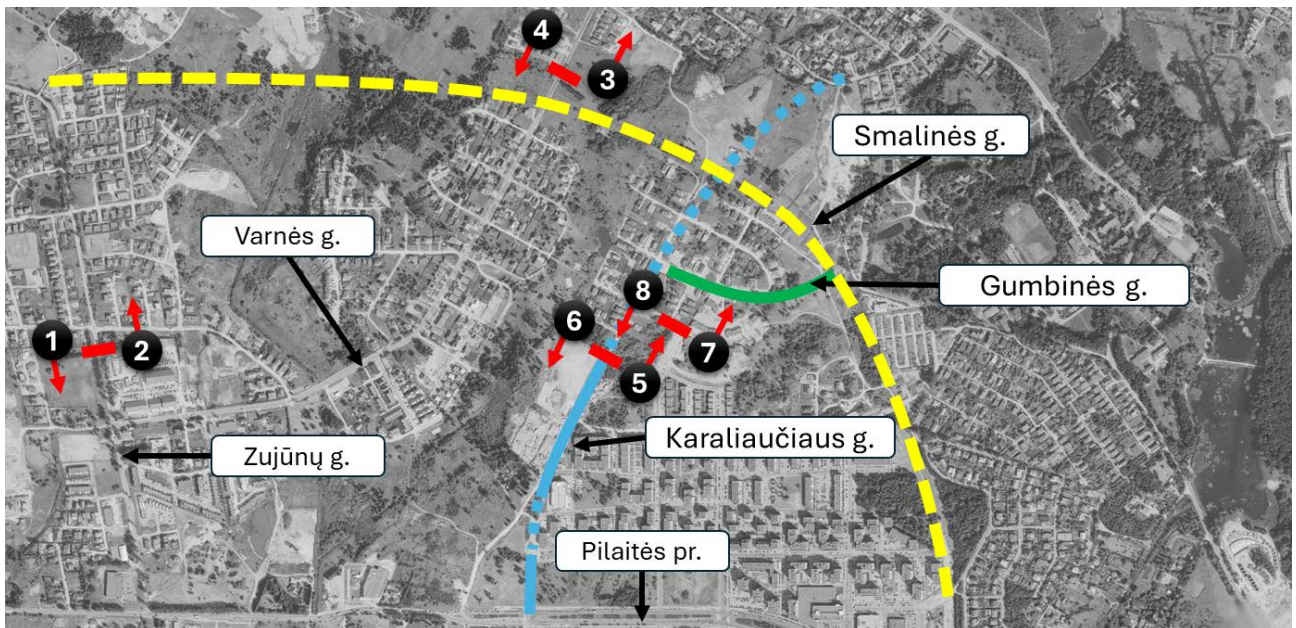 4
3
Smalinės g.
Varnės g.
Gumbinės g.
8
6
1
2
7
5
Karaliaučiaus g.
Zujūnų g.
Pilaitės pr.